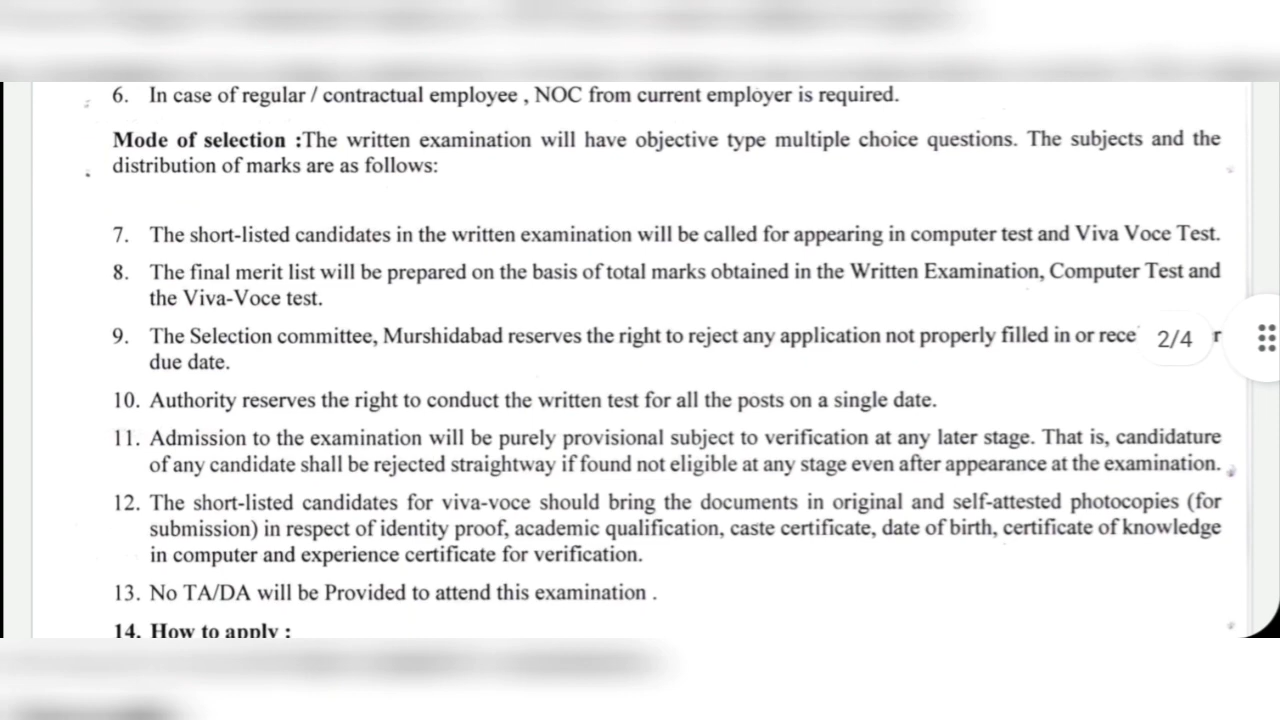 6. In case of regular / contractual employee , NOC from current employer is required.
Mode of selection :The written examination will have objective type multiple choice questions. The subjects and the
distribution of marks are as follows:
7. The short-listed candidates in the written examination will be called for appearing in computer test and Viva Voce Test.
8. The final merit list will be prepared on the basis of total marks obtained in the Written Examination, Computer Test and
the Viva-Voce test.
9. The Selection committee, Murshidabad reserves the right to reject any application not properly filled in or rece 2/4 r
due date.
10. Authority reserves the right to conduct the written test for all the posts on a single date.
11. Admission to the examination will be purely provisional subject to verification at any later stage. That is, candidature
of any candidate shall be rejected straightway if found not eligible at any stage even after appearance at the examination.
12. The short-listed candidates for viva-voce should bring the documents in original and self-attested photocopies (for
submission) in respect of identity proof, academic qualification, caste certificate, date of birth, certificate of knowledge
in computer and experience certificate for verification.
13. No TA/DA will be Provided to attend this examination .
14. How to apply :